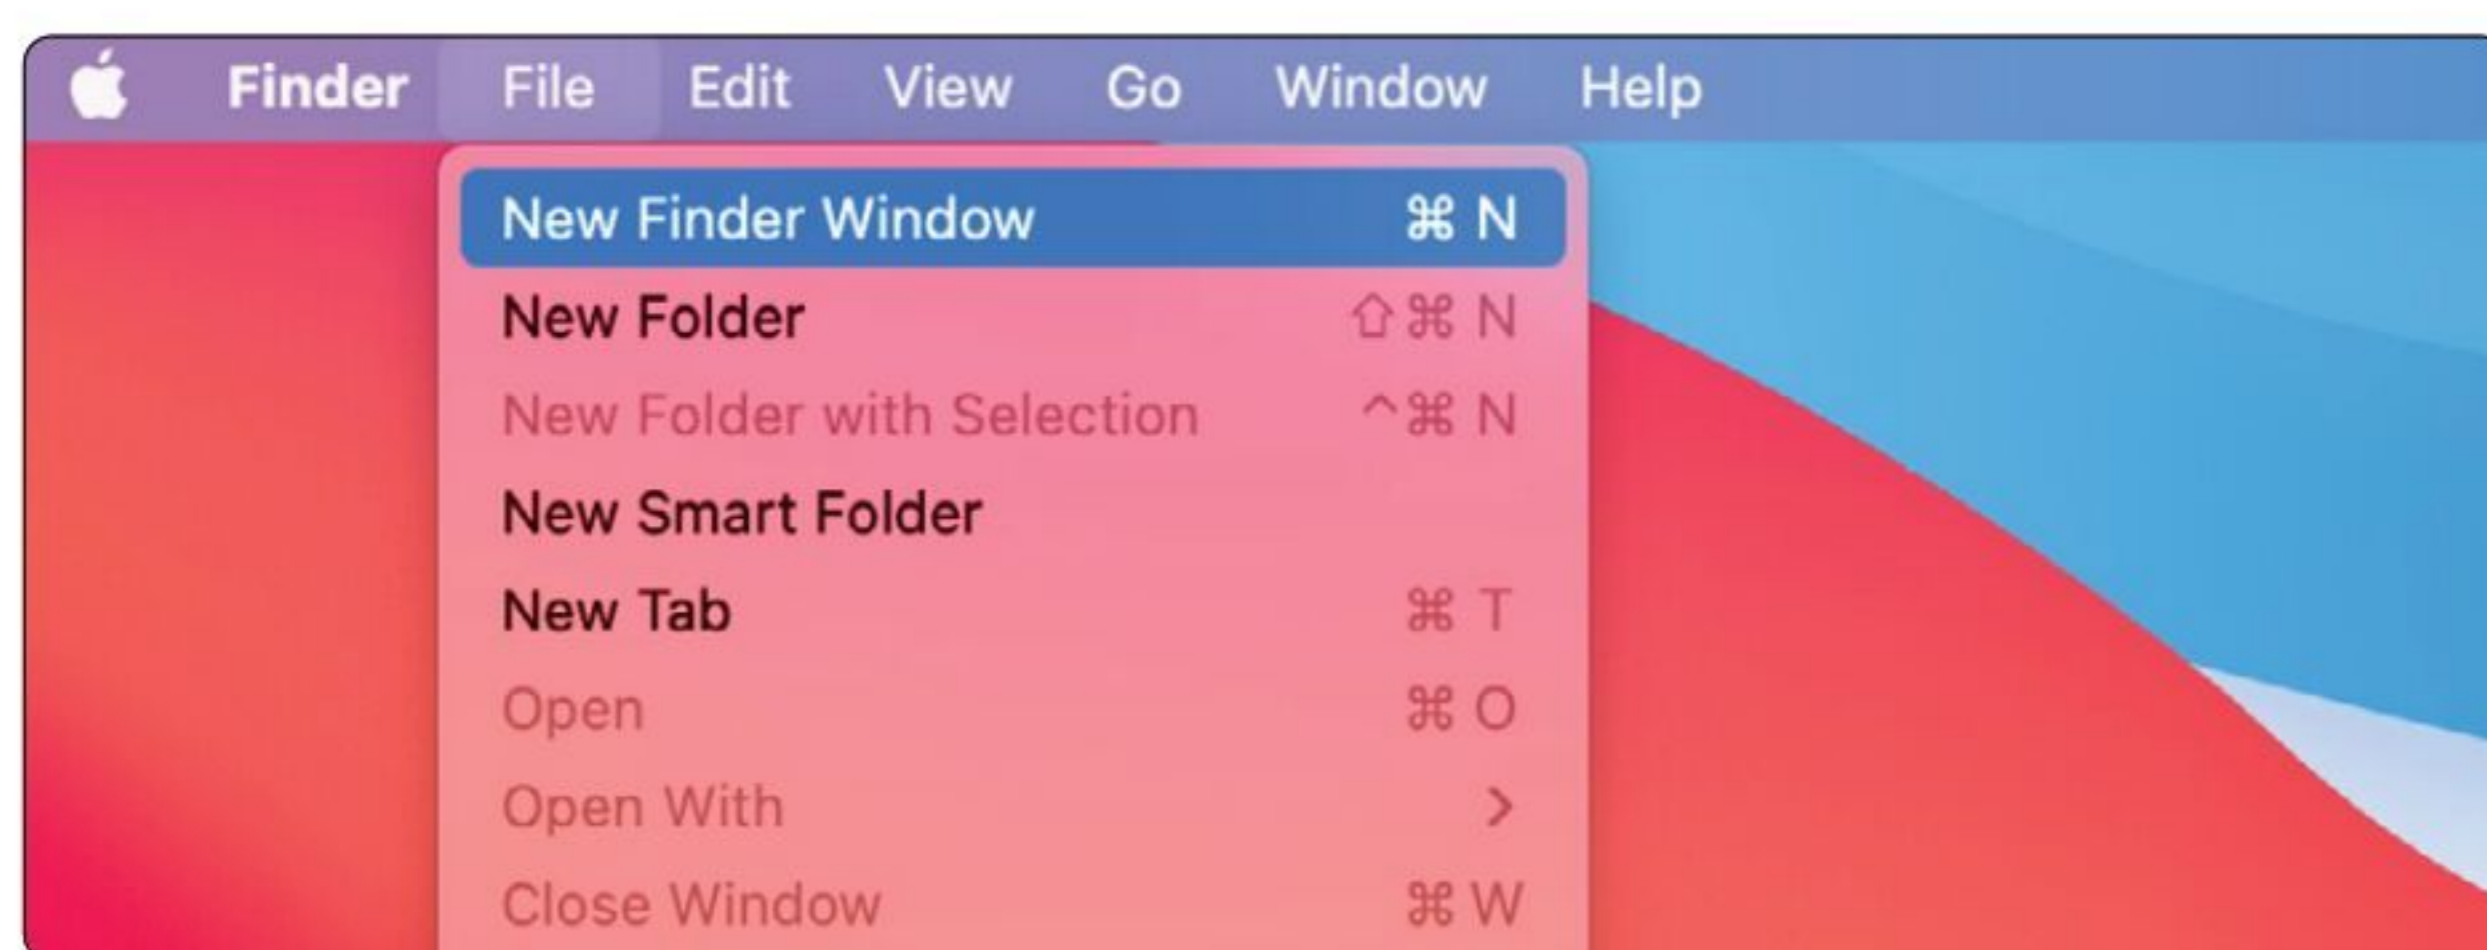 Finder File Edit View Go Window Help
New Finder Window ⌘ N
New Folder ⇧⌘ N
New Folder with Selection ^⌘ N
New Smart Folder
New Tab ⌘ T
Open ⌘ O
Open With >
Close Window ⌘ W